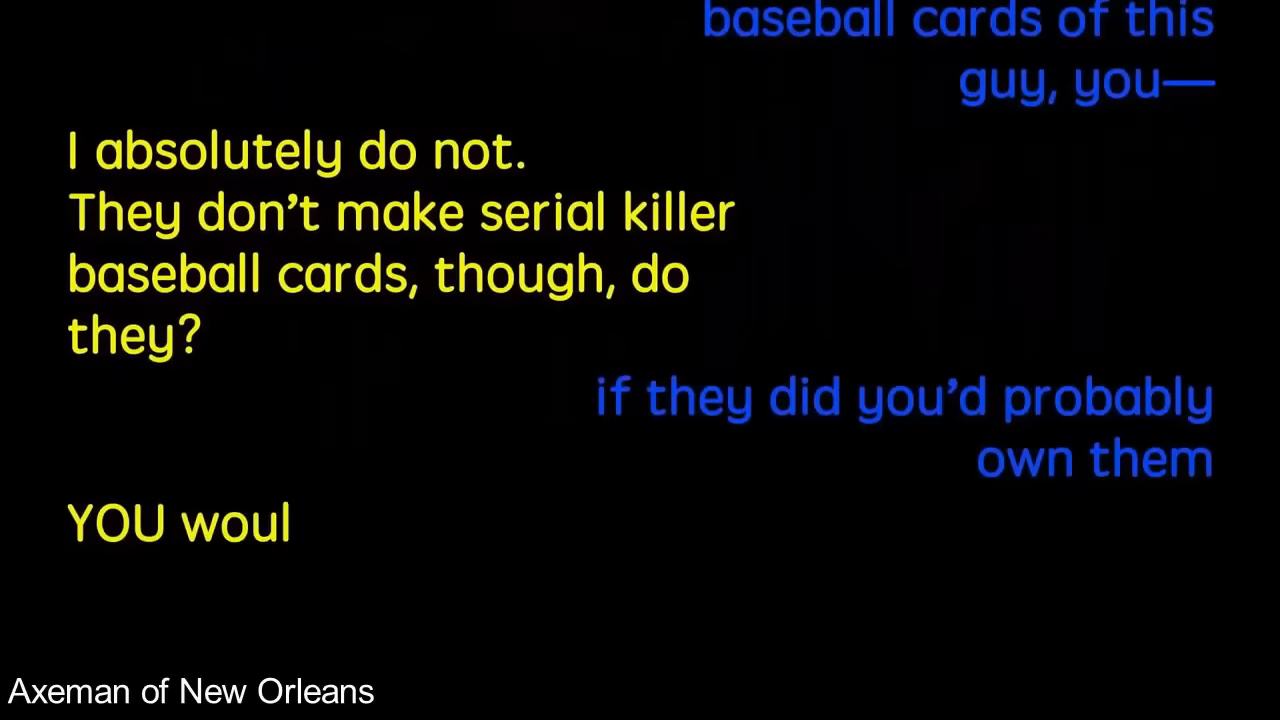 baseball cards of this
guy, you—
I absolutely do not.
They don’t make serial killer
baseball cards, though, do
they?
if they did you’d probably
own them
YOU woul
Axeman of New Orleans